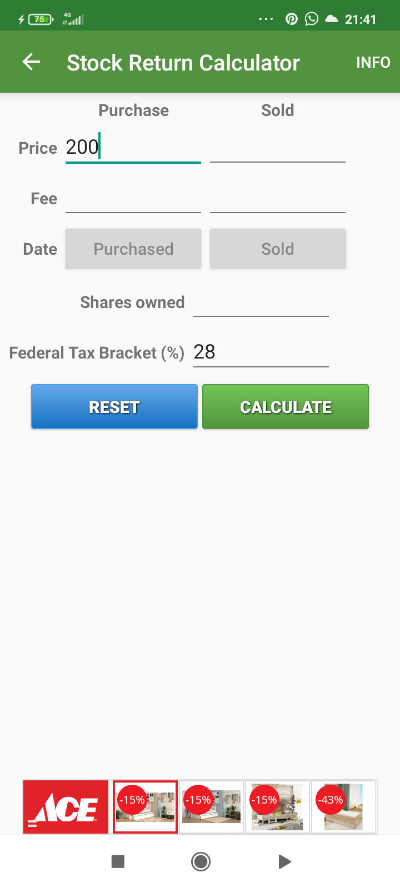 75
4G
21:41
Stock Return Calculator
INFO
Purchase
Sold
Price
200
Fee
Date
Purchased
Sold
Shares owned
Federal Tax Bracket (%)
28
RESET
CALCULATE
ACE
-15%
-15%
-15%
-43%